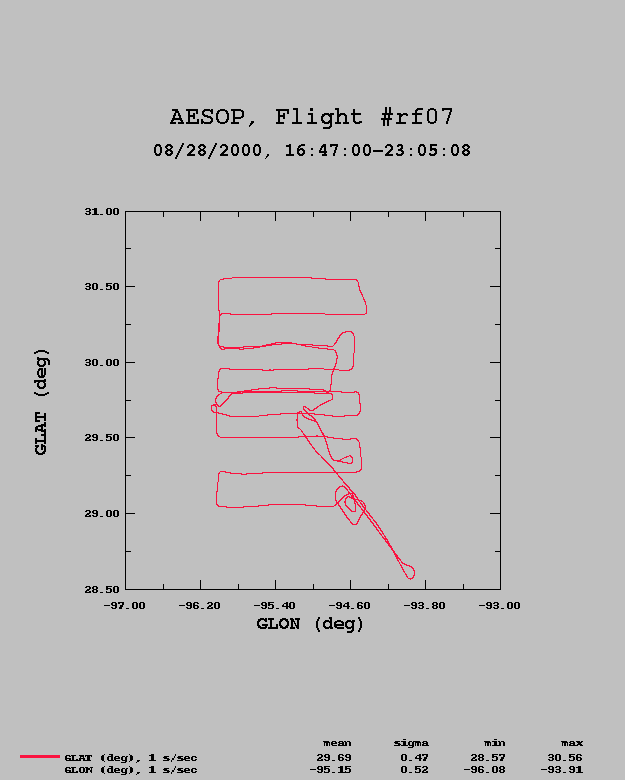 AESOP, Flight #rf07
08/28/2000, 16:47:00-23:05:08
31.00
30.50
30.00
29.50
29.00
28.50
GLAT (deg)
-97.00 -96.20 -95.40 -94.60 -93.80 -93.00
GLON (deg)
mean sigma min max
GLAT (deg), 1 s/sec 29.69 0.47 28.57 30.56
GLON (deg), 1 s/sec -95.15 0.52 -96.08 -93.91